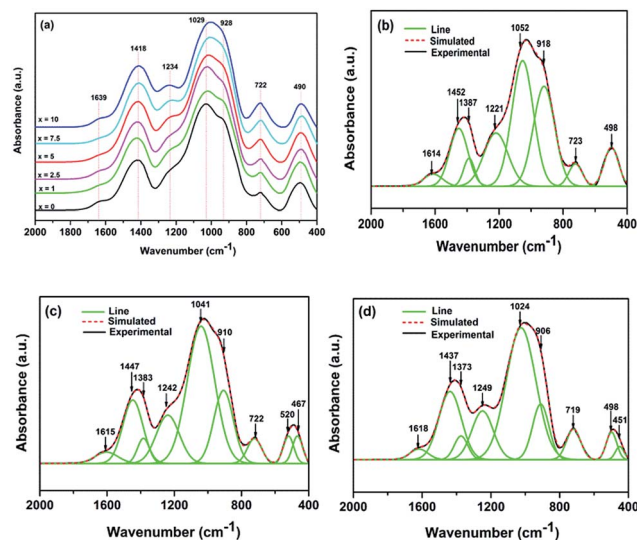 (a)
1029 928
1418
1234
1639
722
490
x = 10
x = 7.5
x = 5
x = 2.5
x = 1
x = 0
Absorbance (a.u.)
2000 1800 1600 1400 1200 1000 800 600 400
Wavenumber (cm-1)
(b)
Line
Simulated
Experimental
1052
918
1452
1387
1221
1614
723
498
Absorbance (a.u.)
2000 1600 1200 800 400
Wavenumber (cm-1)
(c)
Line
Simulated
Experimental
1041
910
1447
1383
1242
1615
722
520
467
Absorbance (a.u.)
2000 1600 1200 800 400
Wavenumber (cm-1)
(d)
Line
Simulated
Experimental
1024
906
1437
1373
1249
1618
719
498
451
Absorbance (a.u.)
2000 1600 1200 800 400
Wavenumber (cm-1)